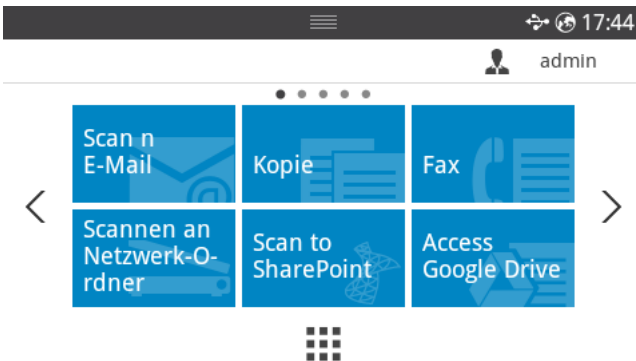 17:44
admin
Scan n
E-Mail
Kopie
Fax
Scannen an
Netzwerk-O-
rdner
Scan to
SharePoint
Access
Google Drive